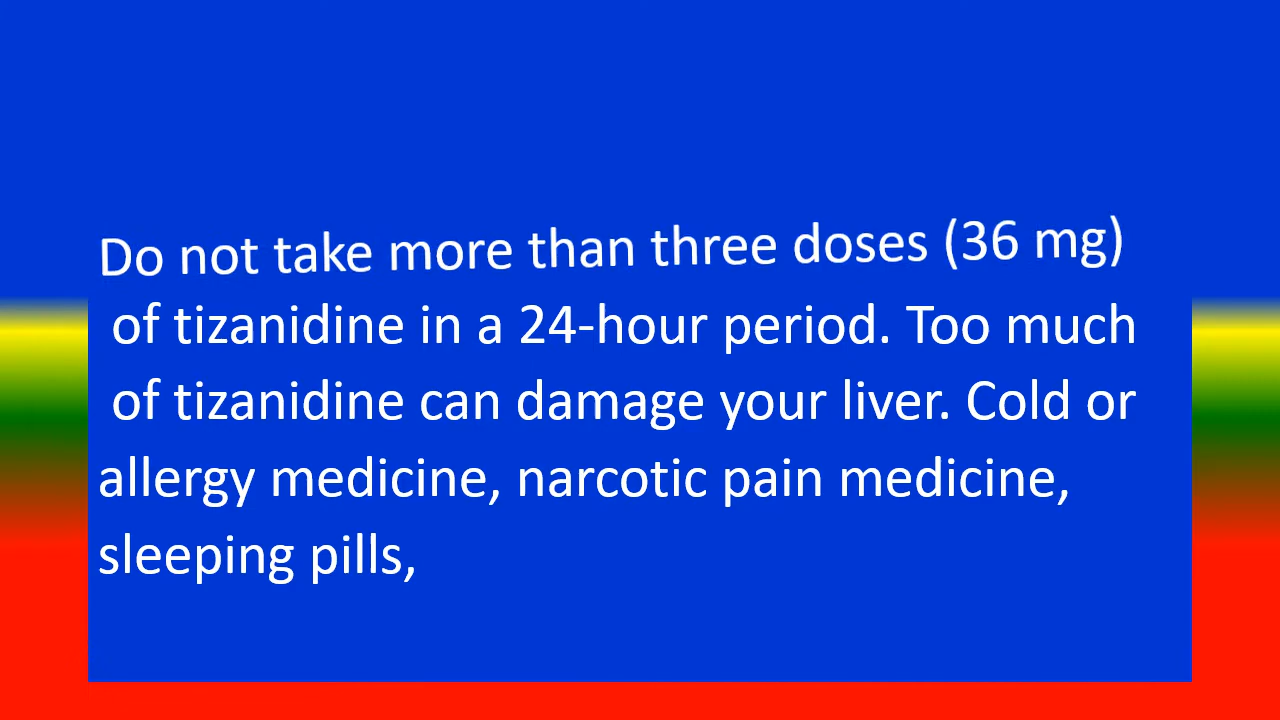 Do not take more than three doses (36 mg)
of tizanidine in a 24-hour period. Too much
of tizanidine can damage your liver. Cold or
allergy medicine, narcotic pain medicine,
sleeping pills,